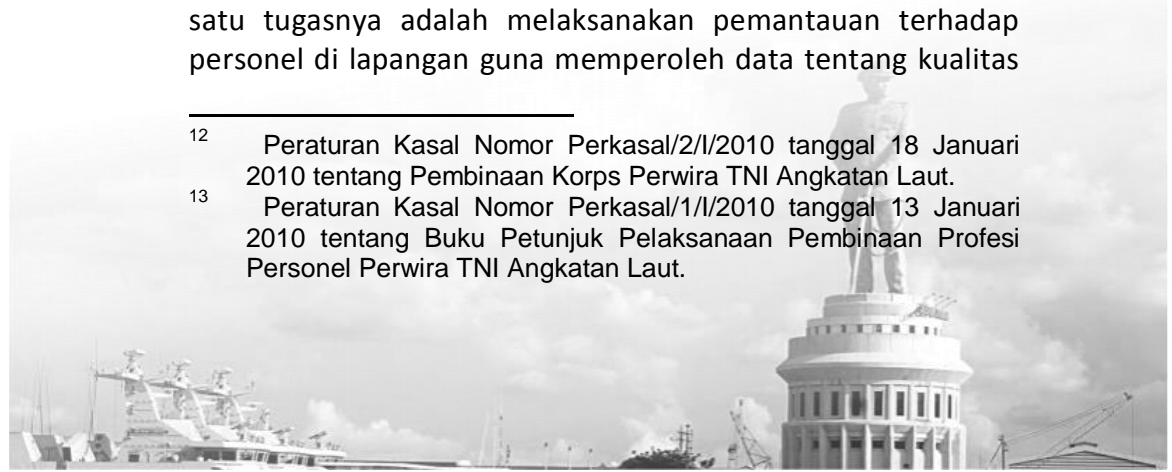 satu tugasnya adalah melaksanakan pemantauan terhadap
personel di lapangan guna memperoleh data tentang kualitas
12 Peraturan Kasal Nomor Perkasal/2/I/2010 tanggal 18 Januari
2010 tentang Pembinaan Korps Perwira TNI Angkatan Laut.
13 Peraturan Kasal Nomor Perkasal/1/I/2010 tanggal 13 Januari
2010 tentang Buku Petunjuk Pelaksanaan Pembinaan Profesi
Personel Perwira TNI Angkatan Laut.